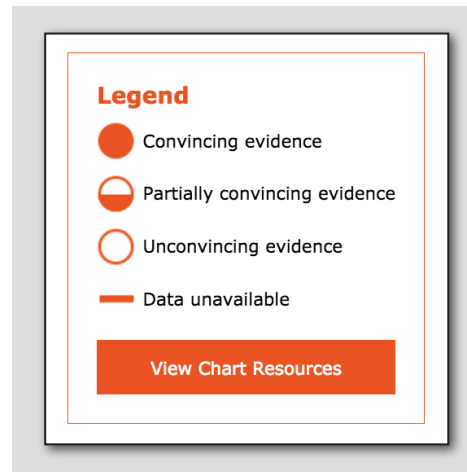 Legend
Convincing evidence
Partially convincing evidence
Unconvincing evidence
Data unavailable
View Chart Resources